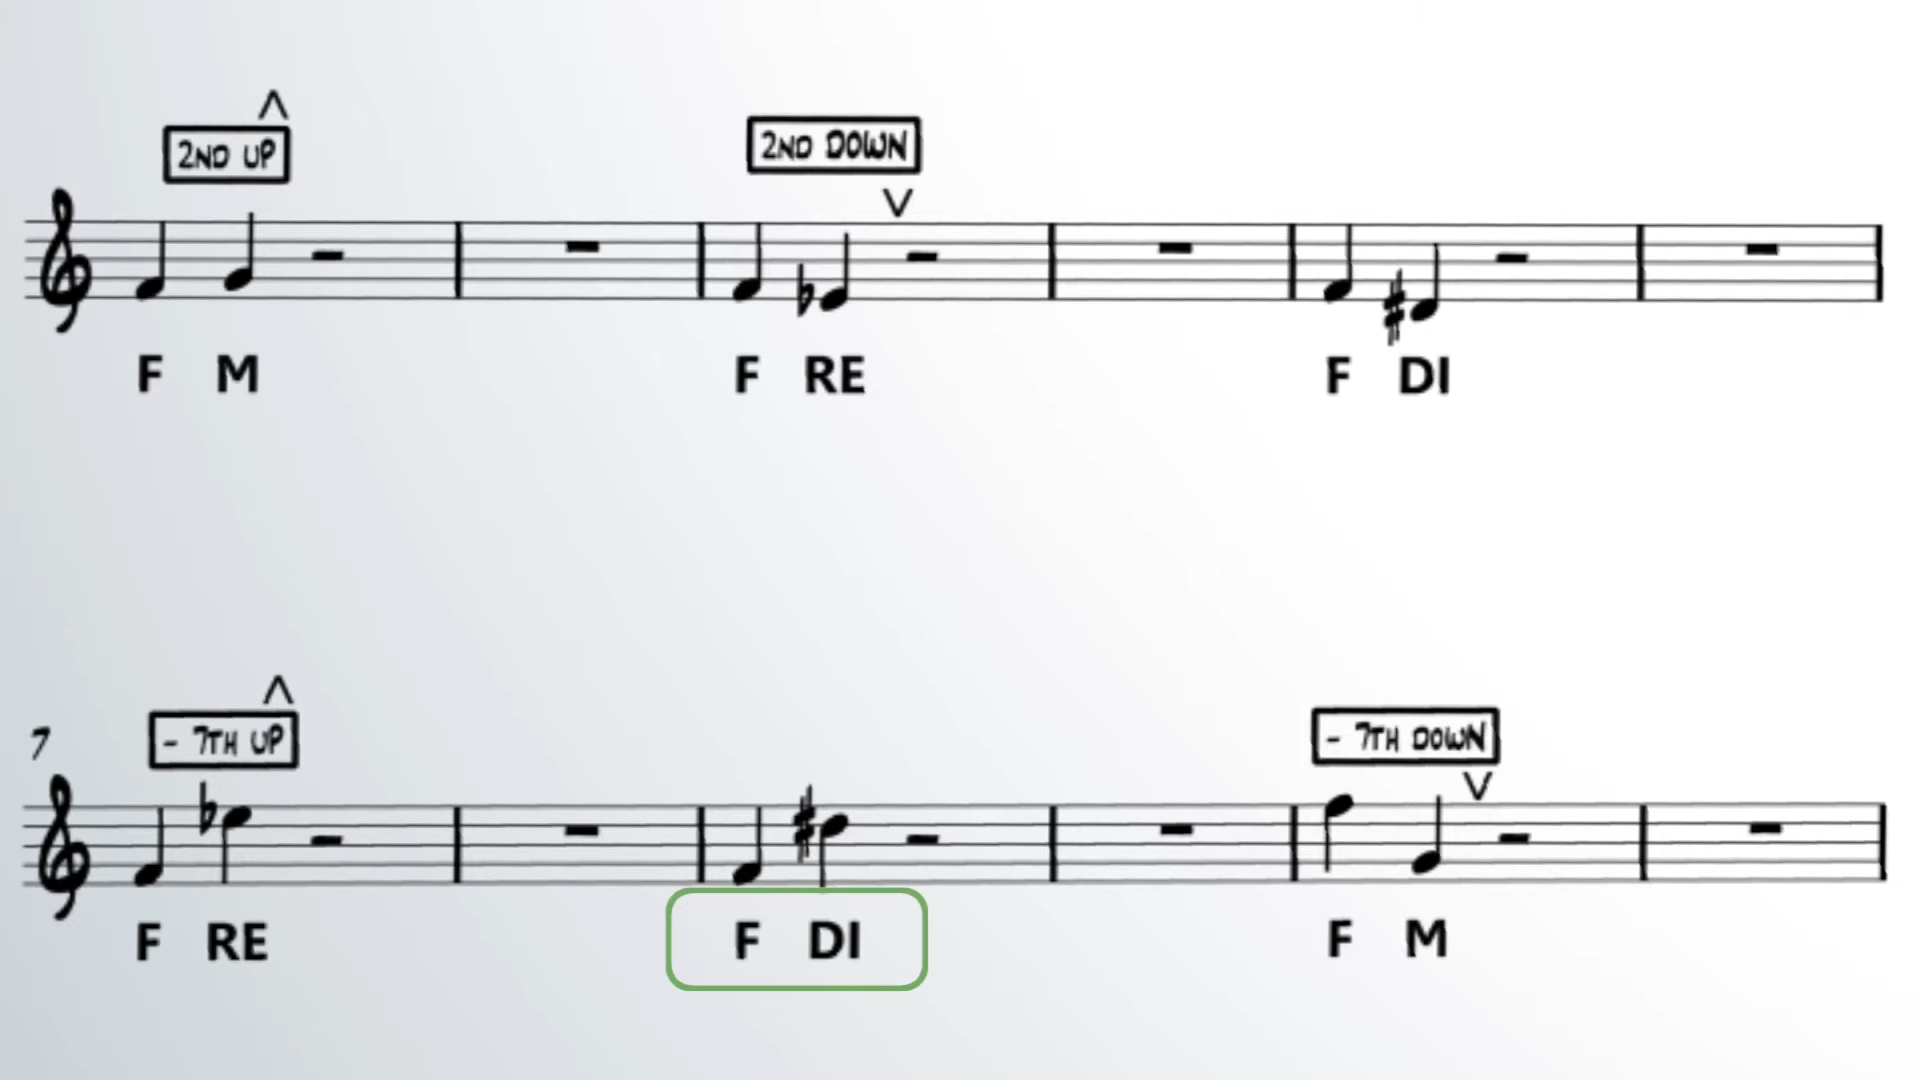 2ND UP
2ND DOWN
F M
F RE
F DI
7
- 7TH UP
- 7TH DOWN
F RE
F DI
F M